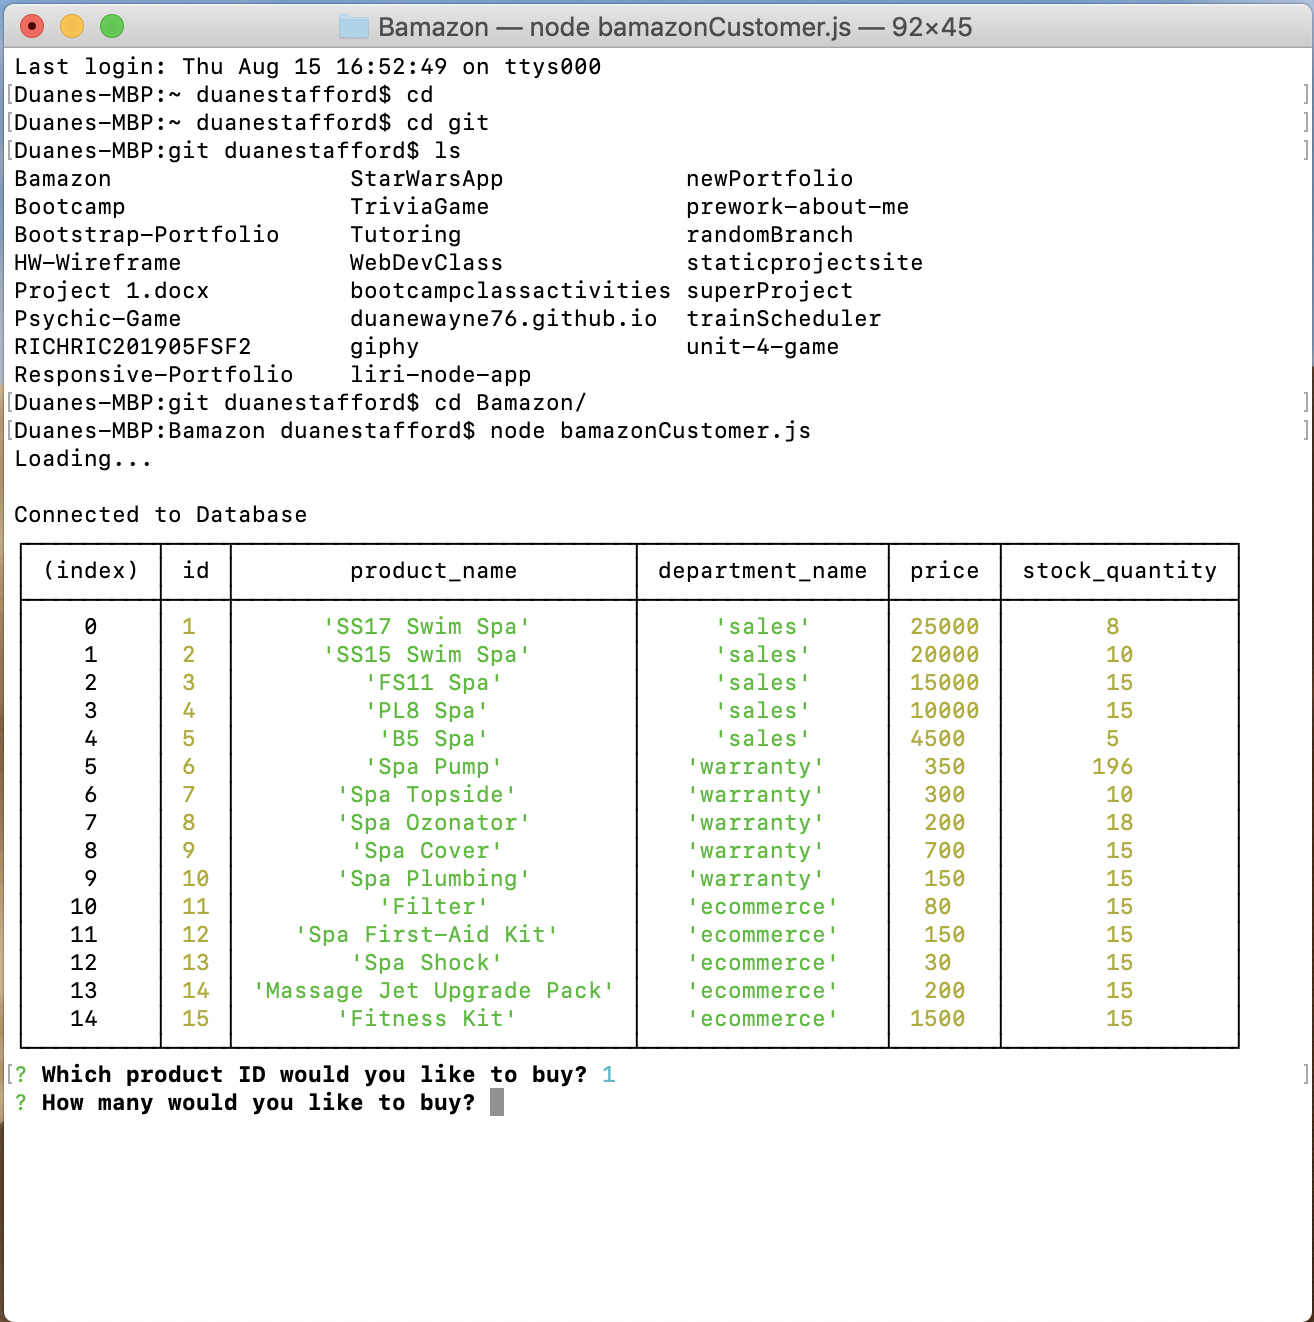 Bamazon — node bamazonCustomer.js — 92×45
Last login: Thu Aug 15 16:52:49 on ttys000
[Duanes-MBP:~ duanestafford$ cd ]
[Duanes-MBP:~ duanestafford$ cd git ]
[Duanes-MBP:git duanestafford$ ls ]
Bamazon StarWarsApp newPortfolio
Bootcamp TriviaGame prework-about-me
Bootstrap-Portfolio Tutoring randomBranch
HW-Wireframe WebDevClass staticprojectsite
Project 1.docx bootcampclassactivities superProject
Psychic-Game duanewayne76.github.io trainScheduler
RICHRIC201905FSF2 giphy unit-4-game
Responsive-Portfolio liri-node-app
[Duanes-MBP:git duanestafford$ cd Bamazon/ ]
[Duanes-MBP:Bamazon duanestafford$ node bamazonCustomer.js ]
Loading...
Connected to Database
(index) id product_name department_name price stock_quantity
0 1 'SS17 Swim Spa' 'sales' 25000 8
1 2 'SS15 Swim Spa' 'sales' 20000 10
2 3 'FS11 Spa' 'sales' 15000 15
3 4 'PL8 Spa' 'sales' 10000 15
4 5 'B5 Spa' 'sales' 4500 5
5 6 'Spa Pump' 'warranty' 350 196
6 7 'Spa Topside' 'warranty' 300 10
7 8 'Spa Ozonator' 'warranty' 200 18
8 9 'Spa Cover' 'warranty' 700 15
9 10 'Spa Plumbing' 'warranty' 150 15
10 11 'Filter' 'ecommerce' 80 15
11 12 'Spa First-Aid Kit' 'ecommerce' 150 15
12 13 'Spa Shock' 'ecommerce' 30 15
13 14 'Massage Jet Upgrade Pack' 'ecommerce' 200 15
14 15 'Fitness Kit' 'ecommerce' 1500 15
[? Which product ID would you like to buy? 1 ]
? How many would you like to buy?